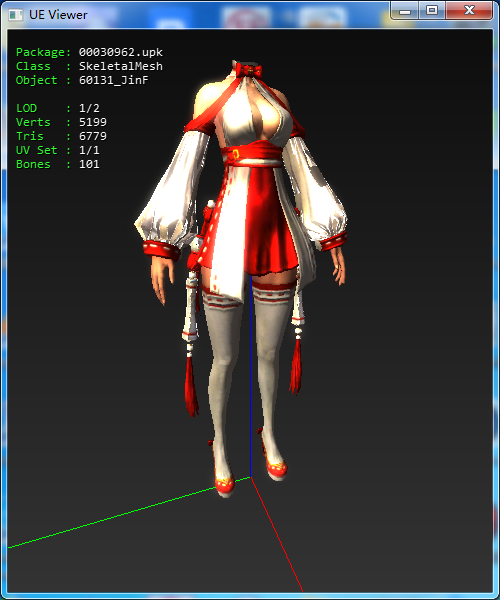 UE Viewer
Package: 00030962.upk
Class  : SkeletalMesh
Object : 60131_JinF
LOD    : 1/2
Verts  : 5199
Tris   : 6779
UV Set : 1/1
Bones  : 101